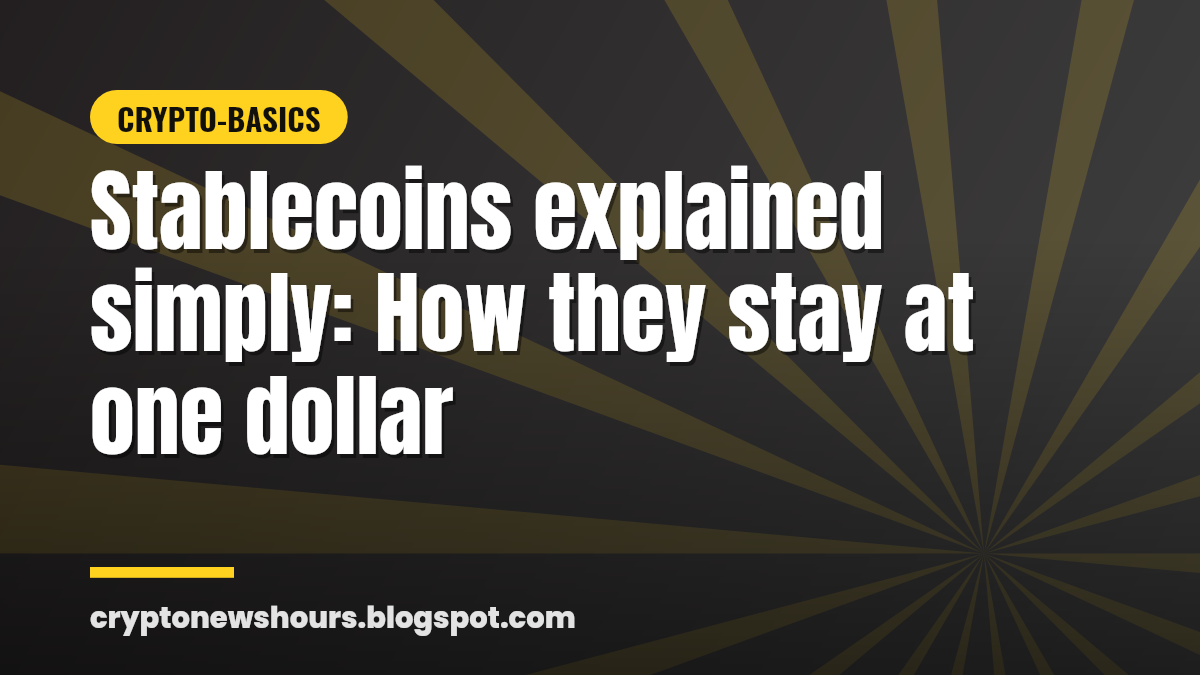 CRYPTO-BASICS
Stablecoins explained
simply: How they stay at
one dollar
cryptonewshours.blogspot.com